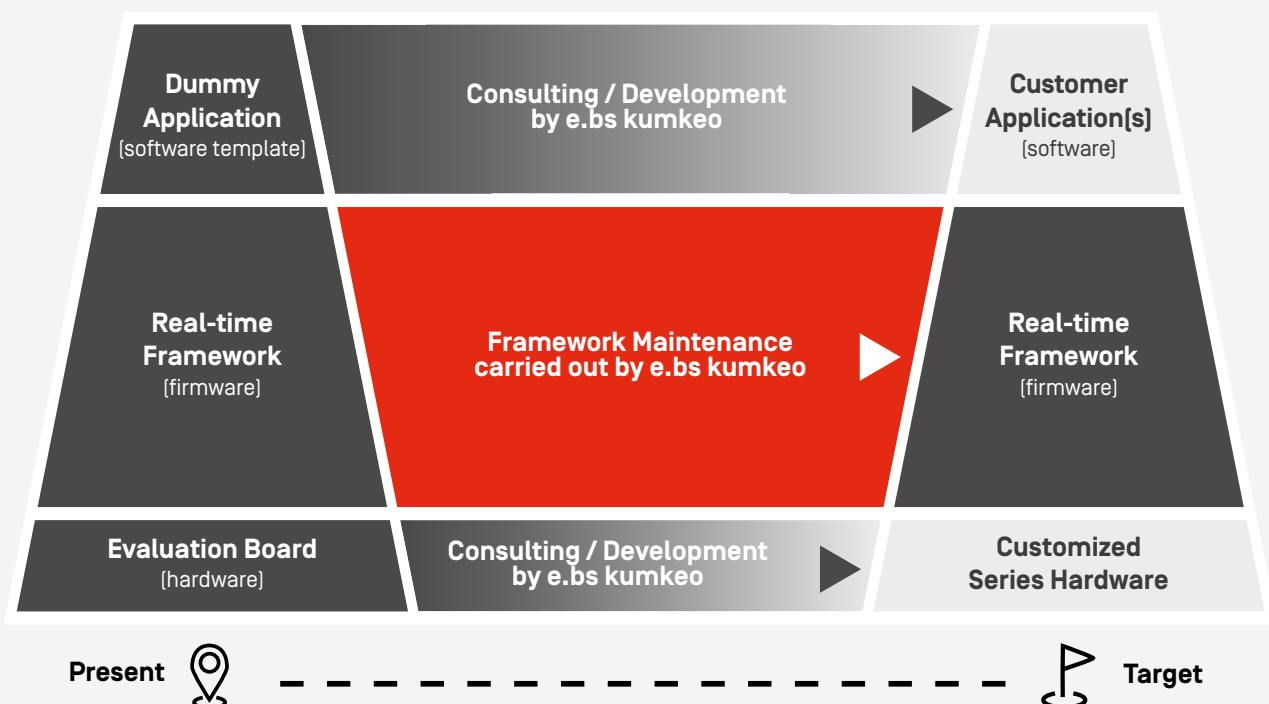 Dummy
Application
(software template)
Consulting / Development
by e.bs kumkeo
Customer
Application(s)
(software)
Real-time
Framework
(firmware)
Framework Maintenance
carried out by e.bs kumkeo
Real-time
Framework
(firmware)
Evaluation Board
(hardware)
Consulting / Development
by e.bs kumkeo
Customized
Series Hardware
Present
Target